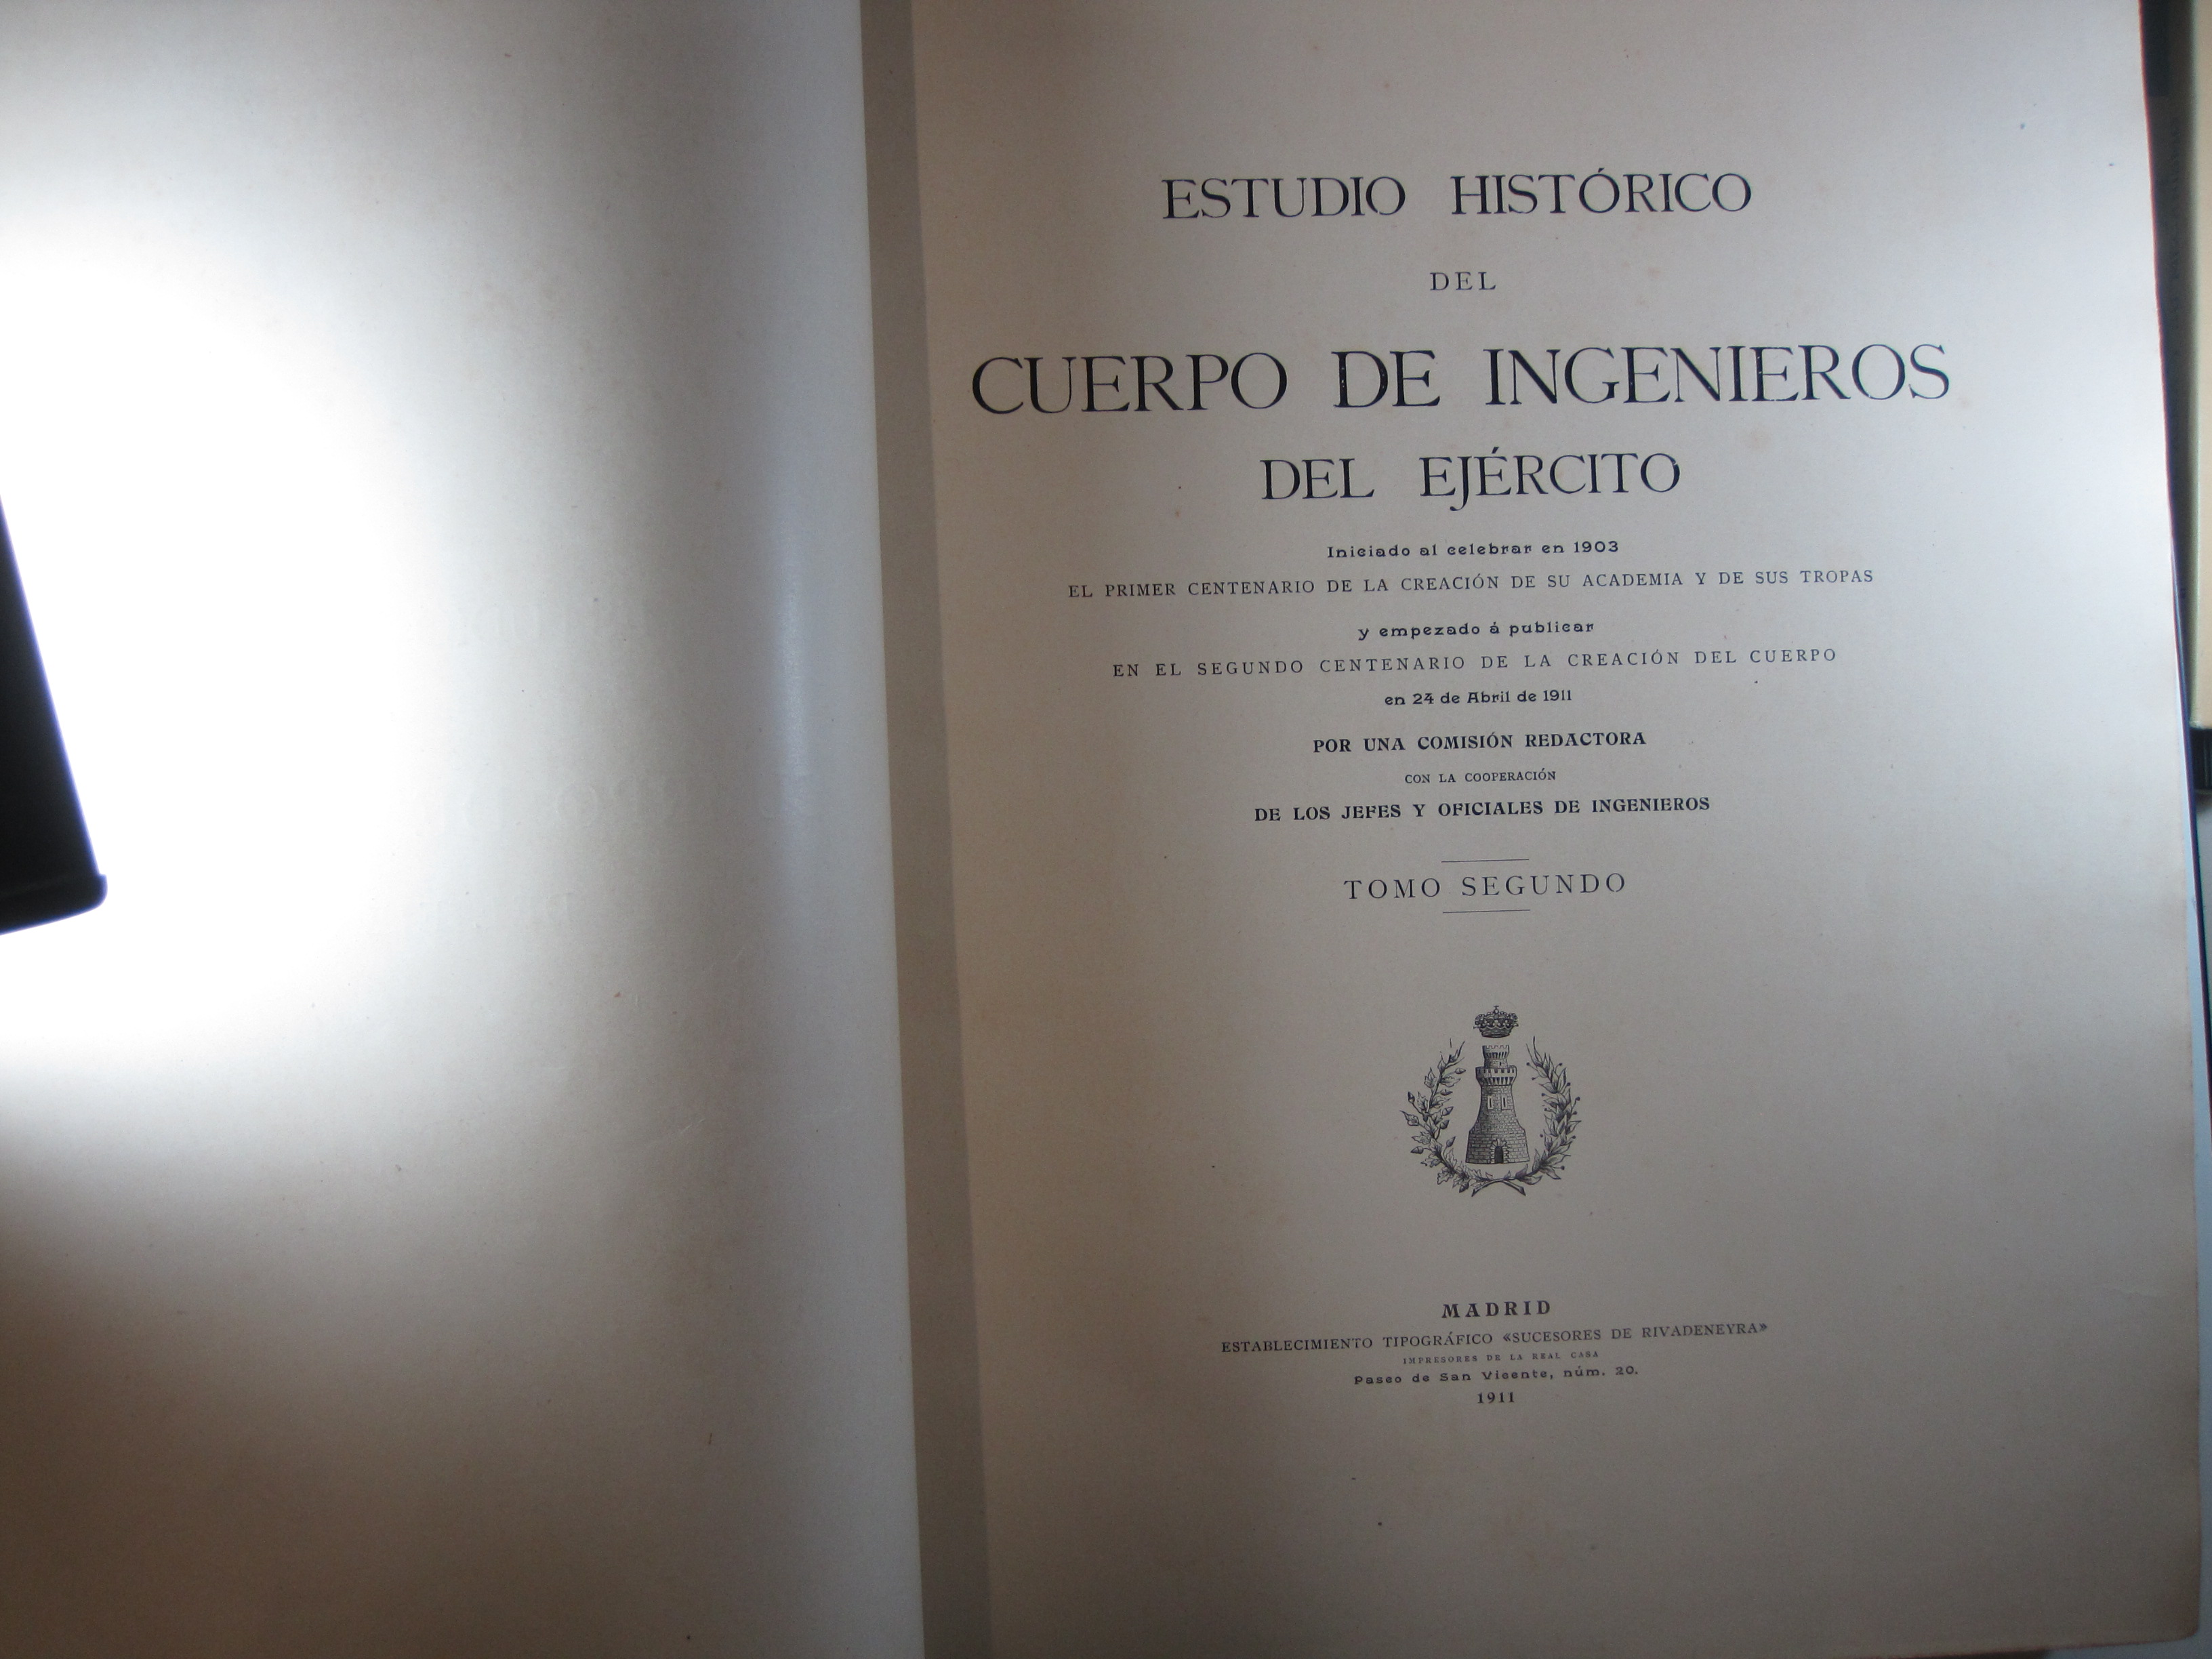 ESTUDIO HISTÓRICO
DEL
CUERPO DE INGENIEROS
DEL EJÉRCITO
Iniciado al celebrar en 1903
EL PRIMER CENTENARIO DE LA CREACIÓN DE SU ACADEMIA Y DE SUS TROPAS
y empezado á publicar
EN EL SEGUNDO CENTENARIO DE LA CREACIÓN DEL CUERPO
en 24 de Abril de 1911
POR UNA COMISIÓN REDACTORA
CON LA COOPERACIÓN
DE LOS JEFES Y OFICIALES DE INGENIEROS
TOMO SEGUNDO
MADRID
ESTABLECIMIENTO TIPOGRÁFICO «SUCESORES DE RIVADENEYRA»
IMPRESORES DE LA REAL CASA
Paseo de San Vicente, núm. 20.
1911